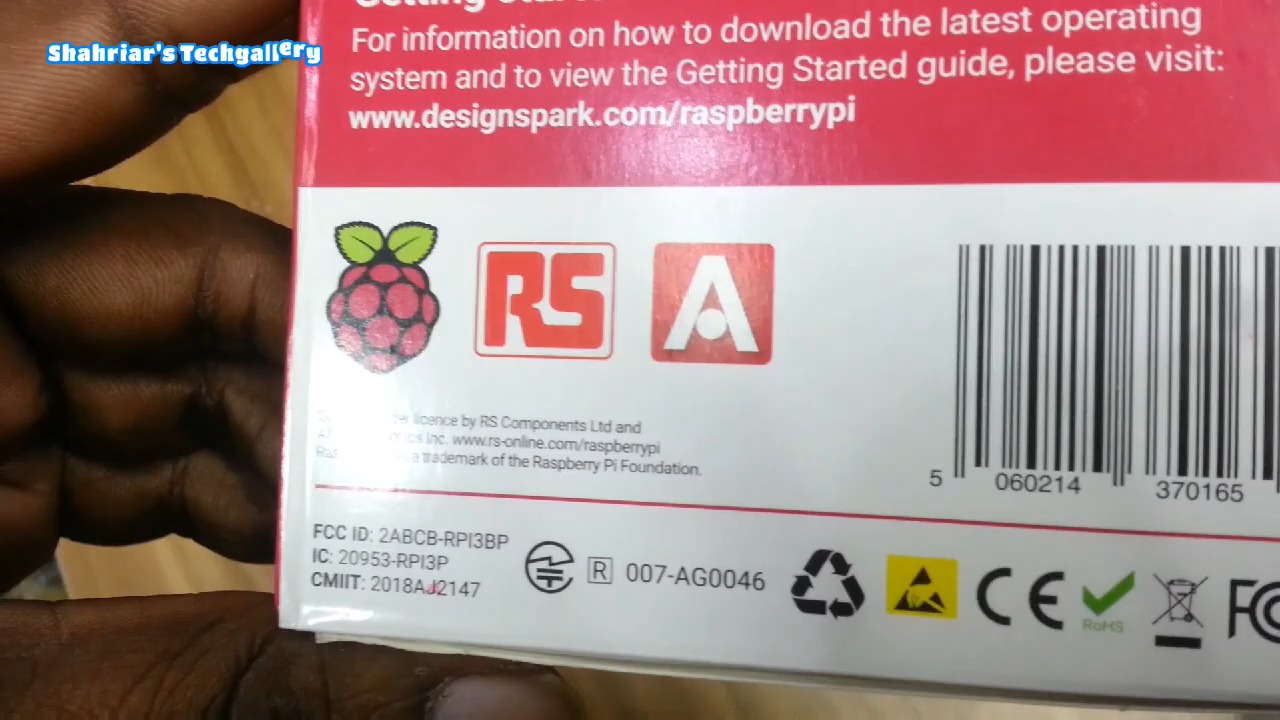 Shahriar's Techgallery
For information on how to download the latest operating
system and to view the Getting Started guide, please visit:
www.designspark.com/raspberrypi
RS
A
licence by RS Components Ltd and
Inc. www.rs-online.com/raspberrypi
a trademark of the Raspberry Pi Foundation.
5 060214 370165
FCC ID: 2ABCB-RPI3BP
IC: 20953-RPI3P
CMIIT: 2018AJ2147
R 007-AG0046
CE
RoHS
FC